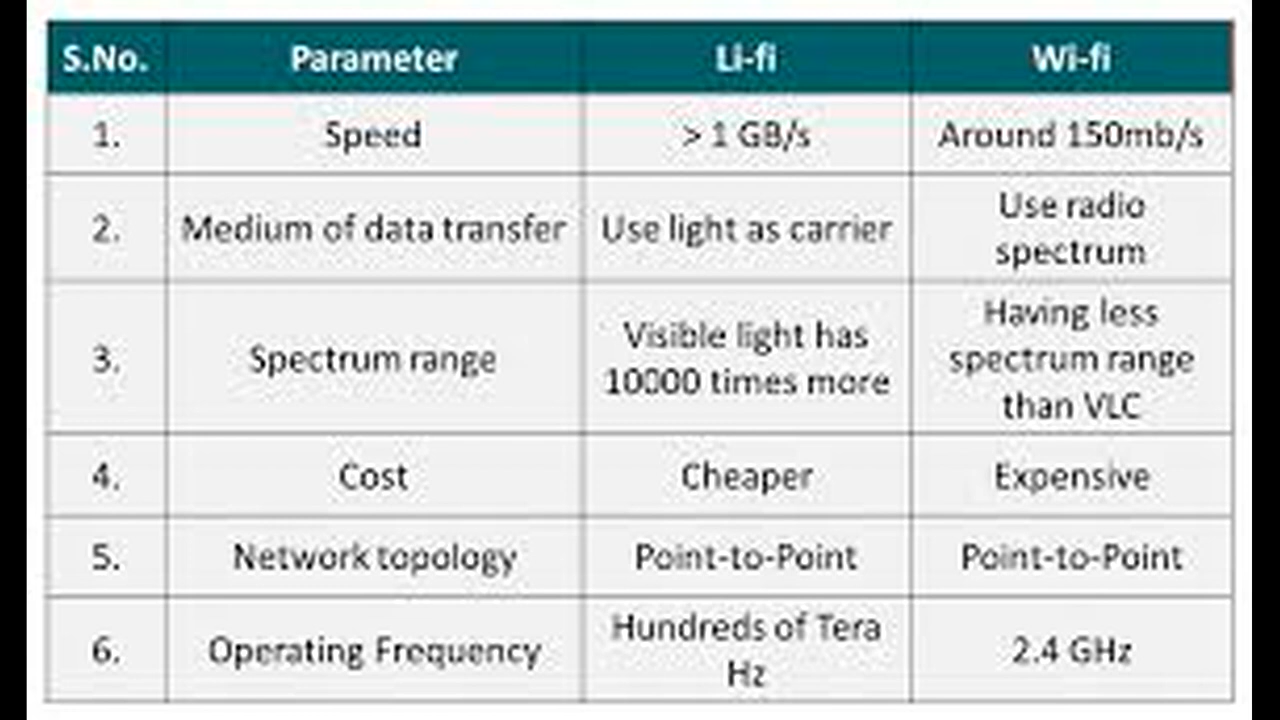 S.No. Parameter Li-fi Wi-fi
1. Speed > 1 GB/s Around 150mb/s
2. Medium of data transfer Use light as carrier Use radio
spectrum
3. Spectrum range Visible light has
10000 times more Having less
spectrum range
than VLC
4. Cost Cheaper Expensive
5. Network topology Point-to-Point Point-to-Point
6. Operating Frequency Hundreds of Tera
Hz 2.4 GHz